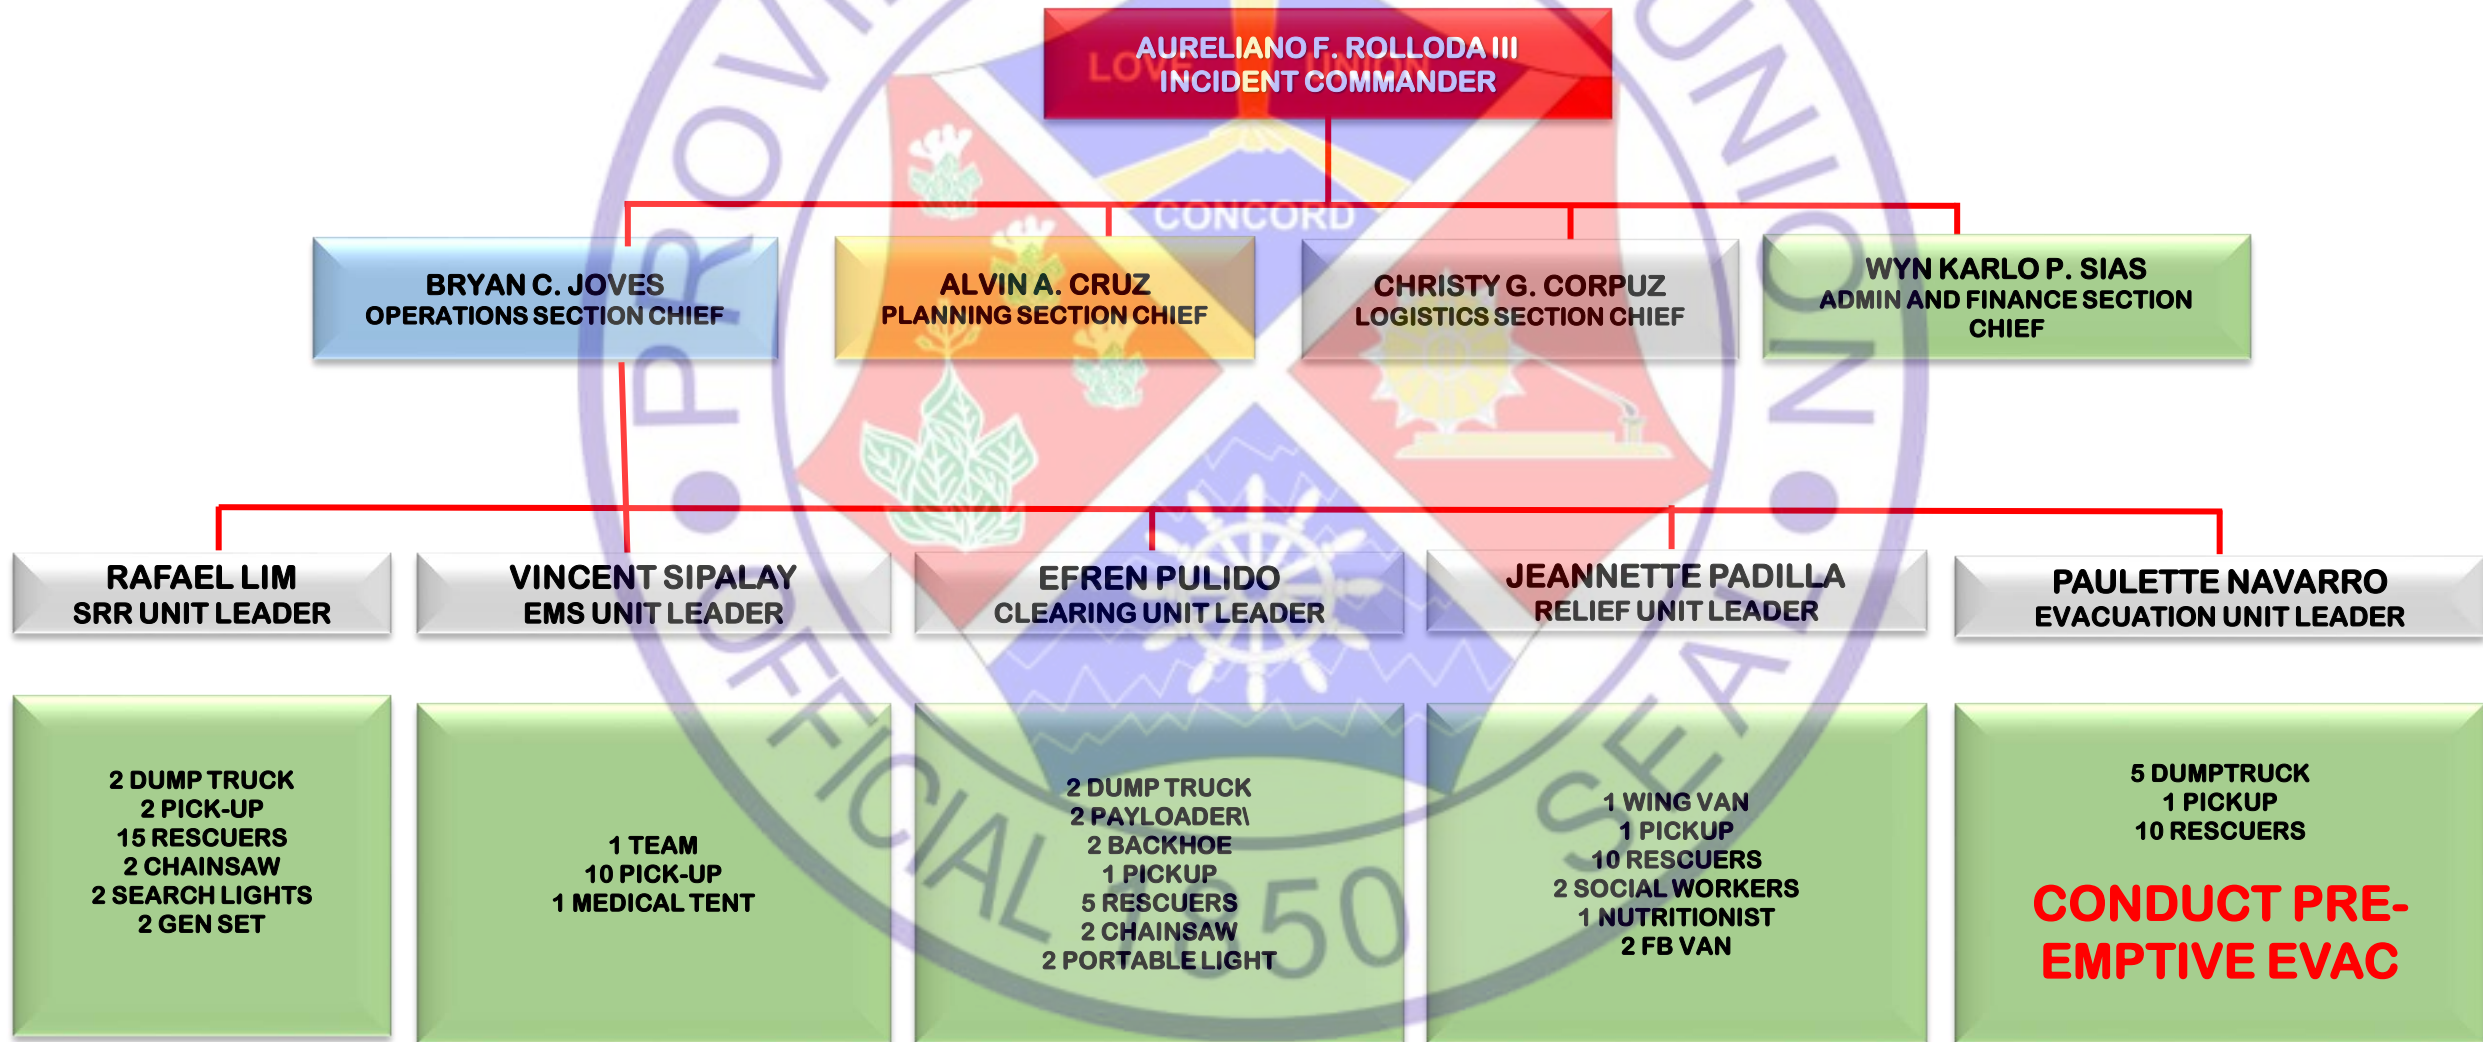 AURELIANO F. ROLLODA III
INCIDENT COMMANDER
LOVE UNION
CONCORD
BRYAN C. JOVES
OPERATIONS SECTION CHIEF
ALVIN A. CRUZ
PLANNING SECTION CHIEF
CHRISTY G. CORPUZ
LOGISTICS SECTION CHIEF
WYN KARLO P. SIAS
ADMIN AND FINANCE SECTION
CHIEF
RAFAEL LIM
SRR UNIT LEADER
VINCENT SIPALAY
EMS UNIT LEADER
EFREN PULIDO
CLEARING UNIT LEADER
JEANNETTE PADILLA
RELIEF UNIT LEADER
PAULETTE NAVARRO
EVACUATION UNIT LEADER
2 DUMP TRUCK
2 PICK-UP
15 RESCUERS
2 CHAINSAW
2 SEARCH LIGHTS
2 GEN SET
1 TEAM
10 PICK-UP
1 MEDICAL TENT
2 DUMP TRUCK
2 PAYLOADER\
2 BACKHOE
1 PICKUP
5 RESCUERS
2 CHAINSAW
2 PORTABLE LIGHT
1 WING VAN
1 PICKUP
10 RESCUERS
2 SOCIAL WORKERS
1 NUTRITIONIST
2 FB VAN
5 DUMPTRUCK
1 PICKUP
10 RESCUERS
CONDUCT PRE-
EMPTIVE EVAC
OFFICIAL SEAL
1850